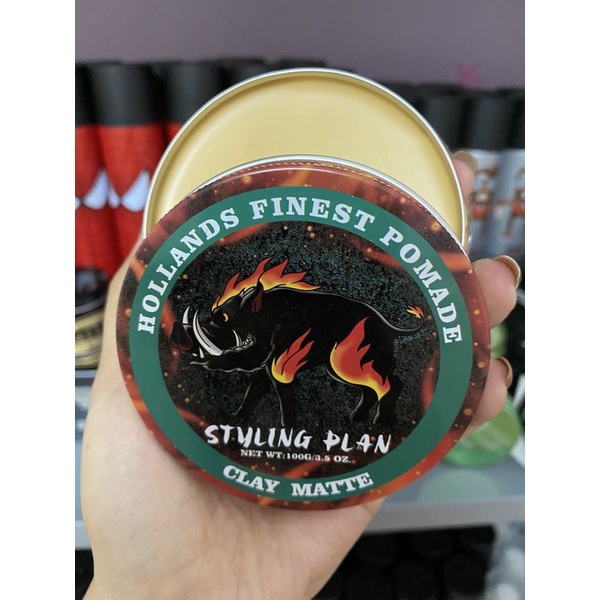 HOLLANDS FINEST POMADE
STYLING PLAN
NET WT:100G/3.5 OZ.
CLAY MATTE